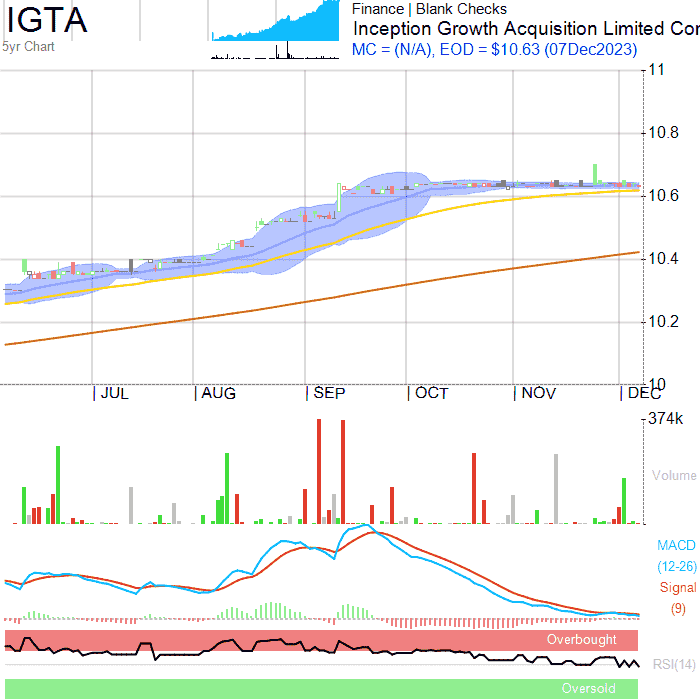 IGTA
5yr Chart
Finance | Blank Checks
Inception Growth Acquisition Limited Cor
MC = (N/A), EOD = $10.63 (07Dec2023)
11
10.8
10.6
10.4
10.2
10
JUL AUG SEP OCT NOV DEC
374k
Volume
MACD
(12-26)
Signal
(9)
Overbought
RSI(14)
Oversold